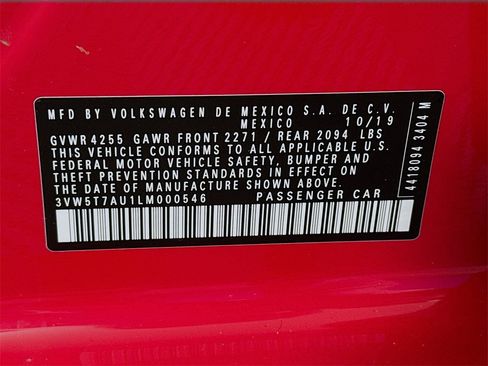 MFD BY VOLKSWAGEN DE MEXICO S.A. DE C.V.
MEXICO 10/19
GVWR 4255 GAWR FRONT 2271 / REAR 2094 LBS
THIS VEHICLE CONFORMS TO ALL APPLICABLE U.S.
FEDERAL MOTOR VEHICLE SAFETY, BUMPER AND
THEFT PREVENTION STANDARDS IN EFFECT ON THE
DATE OF MANUFACTURE SHOWN ABOVE.
3VW5T7AU1LM000546 PASSENGER CAR
4418094 3404 M